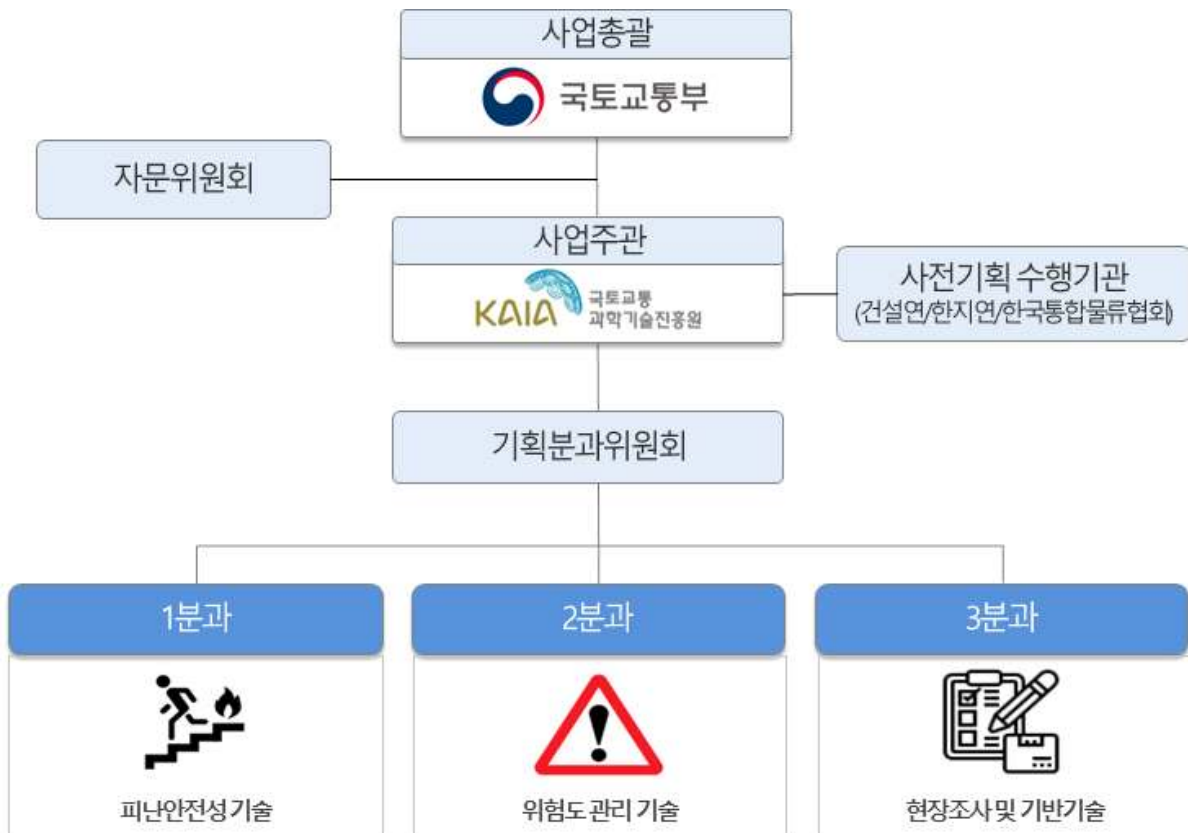 사업총괄
국토교통부
자문위원회
사업주관
KAIA 국토교통
과학기술진흥원
사전기획 수행기관
(건설연/한지연/한국통합물류협회)
기획분과위원회
1분과
2분과
3분과
피난안전성 기술
위험도 관리 기술
현장조사 및 기반기술